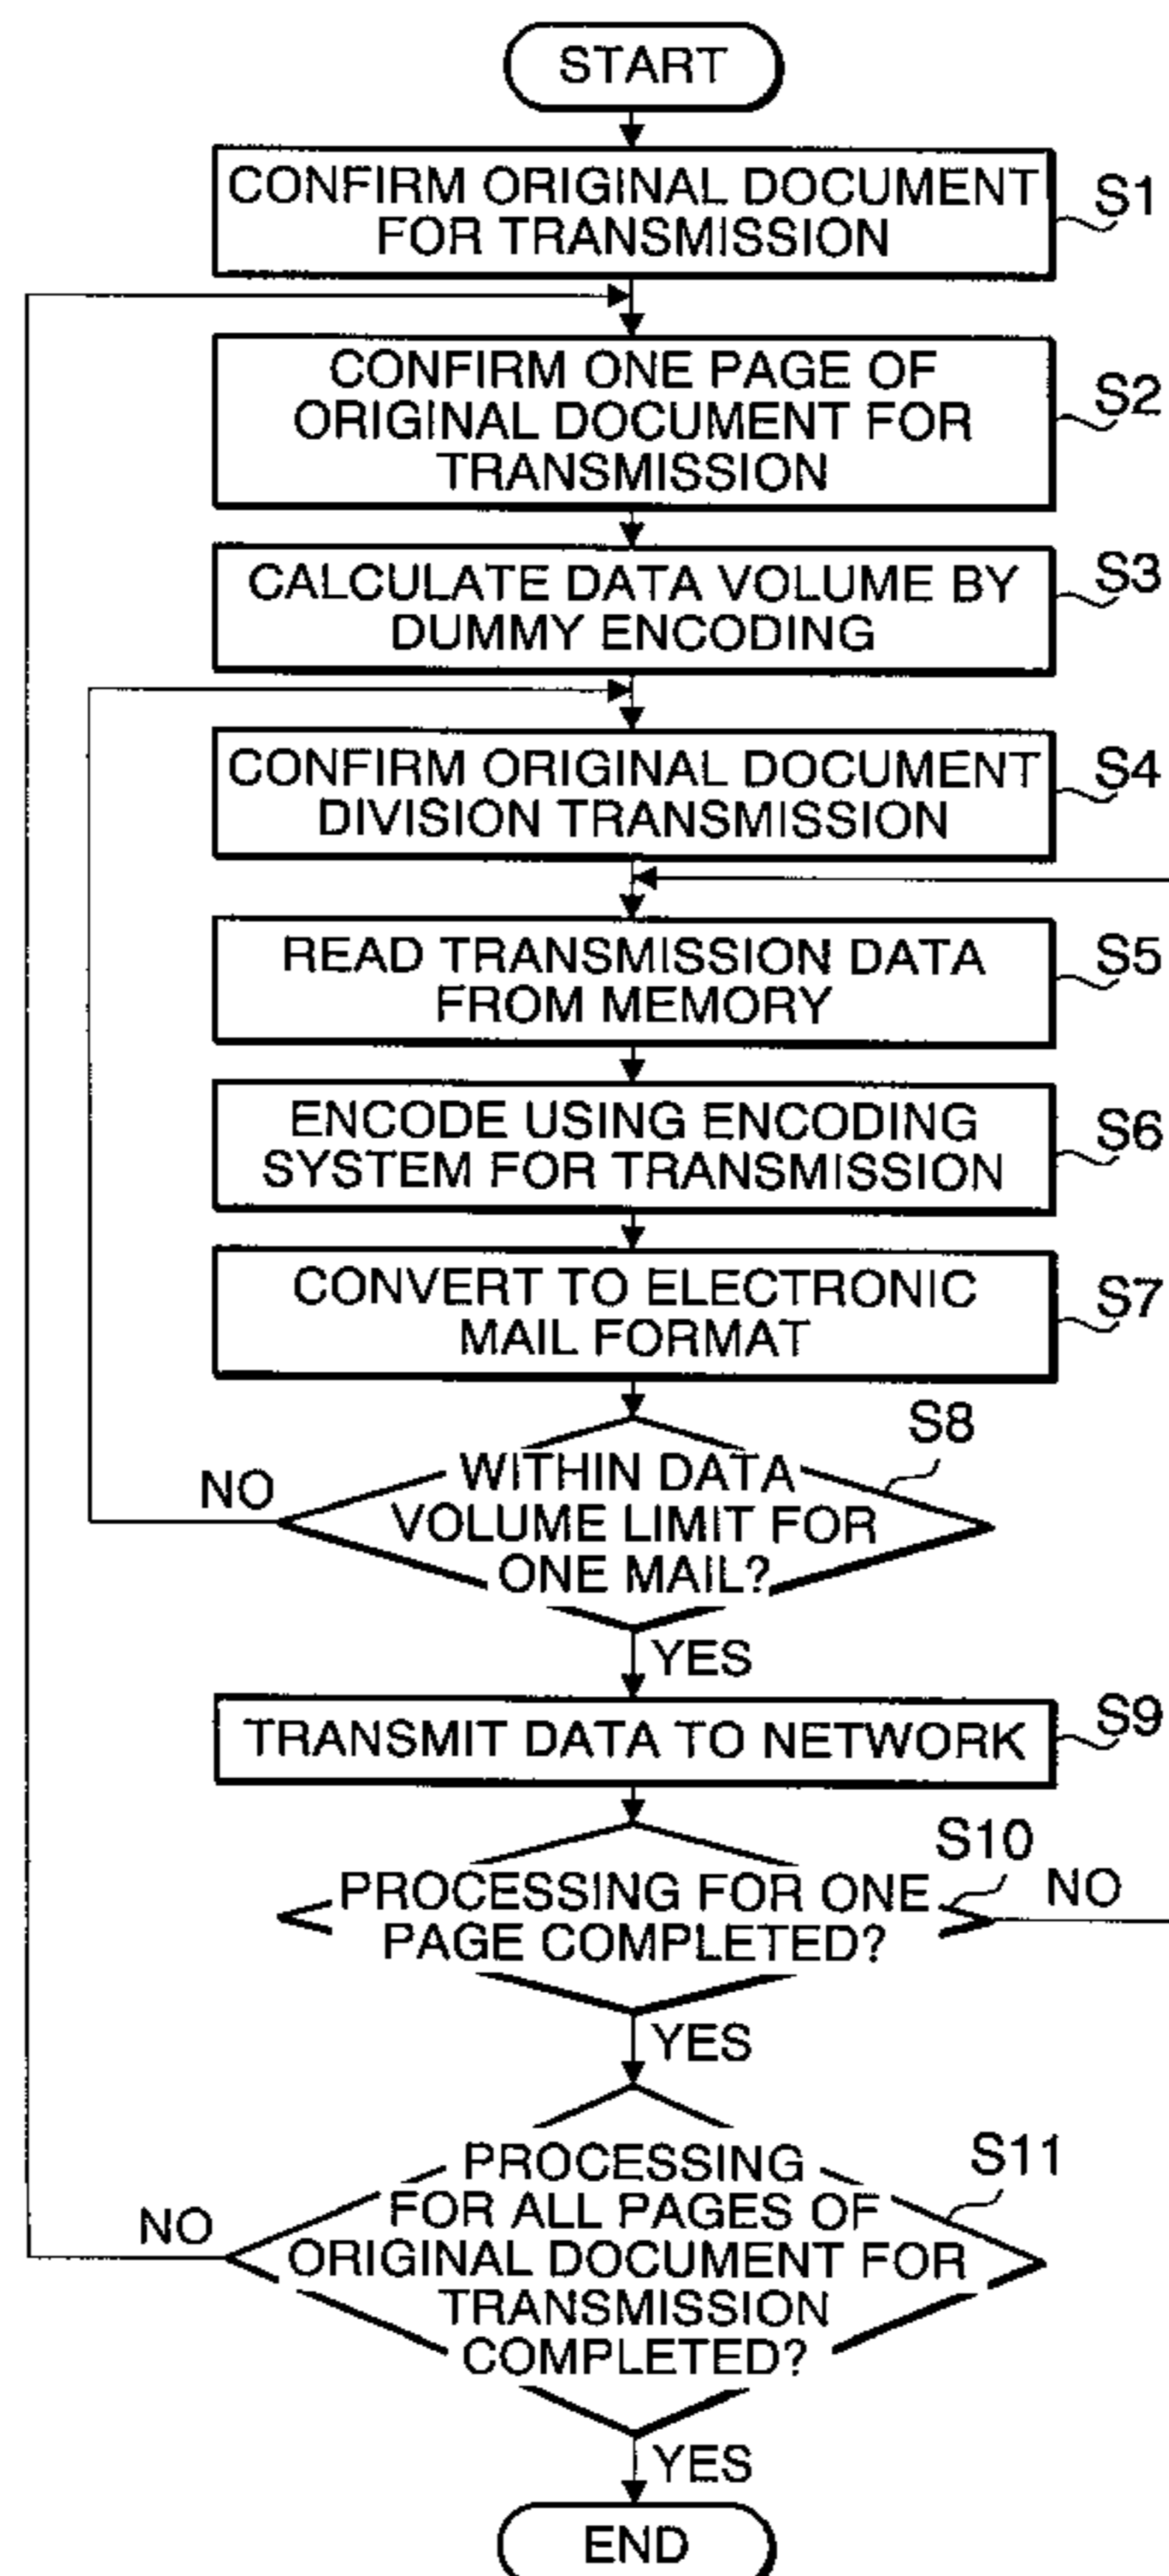 START
CONFIRM ORIGINAL DOCUMENT
FOR TRANSMISSION
S1
CONFIRM ONE PAGE OF
ORIGINAL DOCUMENT FOR
TRANSMISSION
S2
CALCULATE DATA VOLUME BY
DUMMY ENCODING
S3
CONFIRM ORIGINAL DOCUMENT
DIVISION TRANSMISSION
S4
READ TRANSMISSION DATA
FROM MEMORY
S5
ENCODE USING ENCODING
SYSTEM FOR TRANSMISSION
S6
CONVERT TO ELECTRONIC
MAIL FORMAT
S7
S8
NO
WITHIN DATA
VOLUME LIMIT FOR
ONE MAIL?
YES
TRANSMIT DATA TO NETWORK
S9
S10
PROCESSING FOR ONE
PAGE COMPLETED?
NO
YES
S11
PROCESSING
FOR ALL PAGES OF
ORIGINAL DOCUMENT FOR
TRANSMISSION
COMPLETED?
NO
YES
END